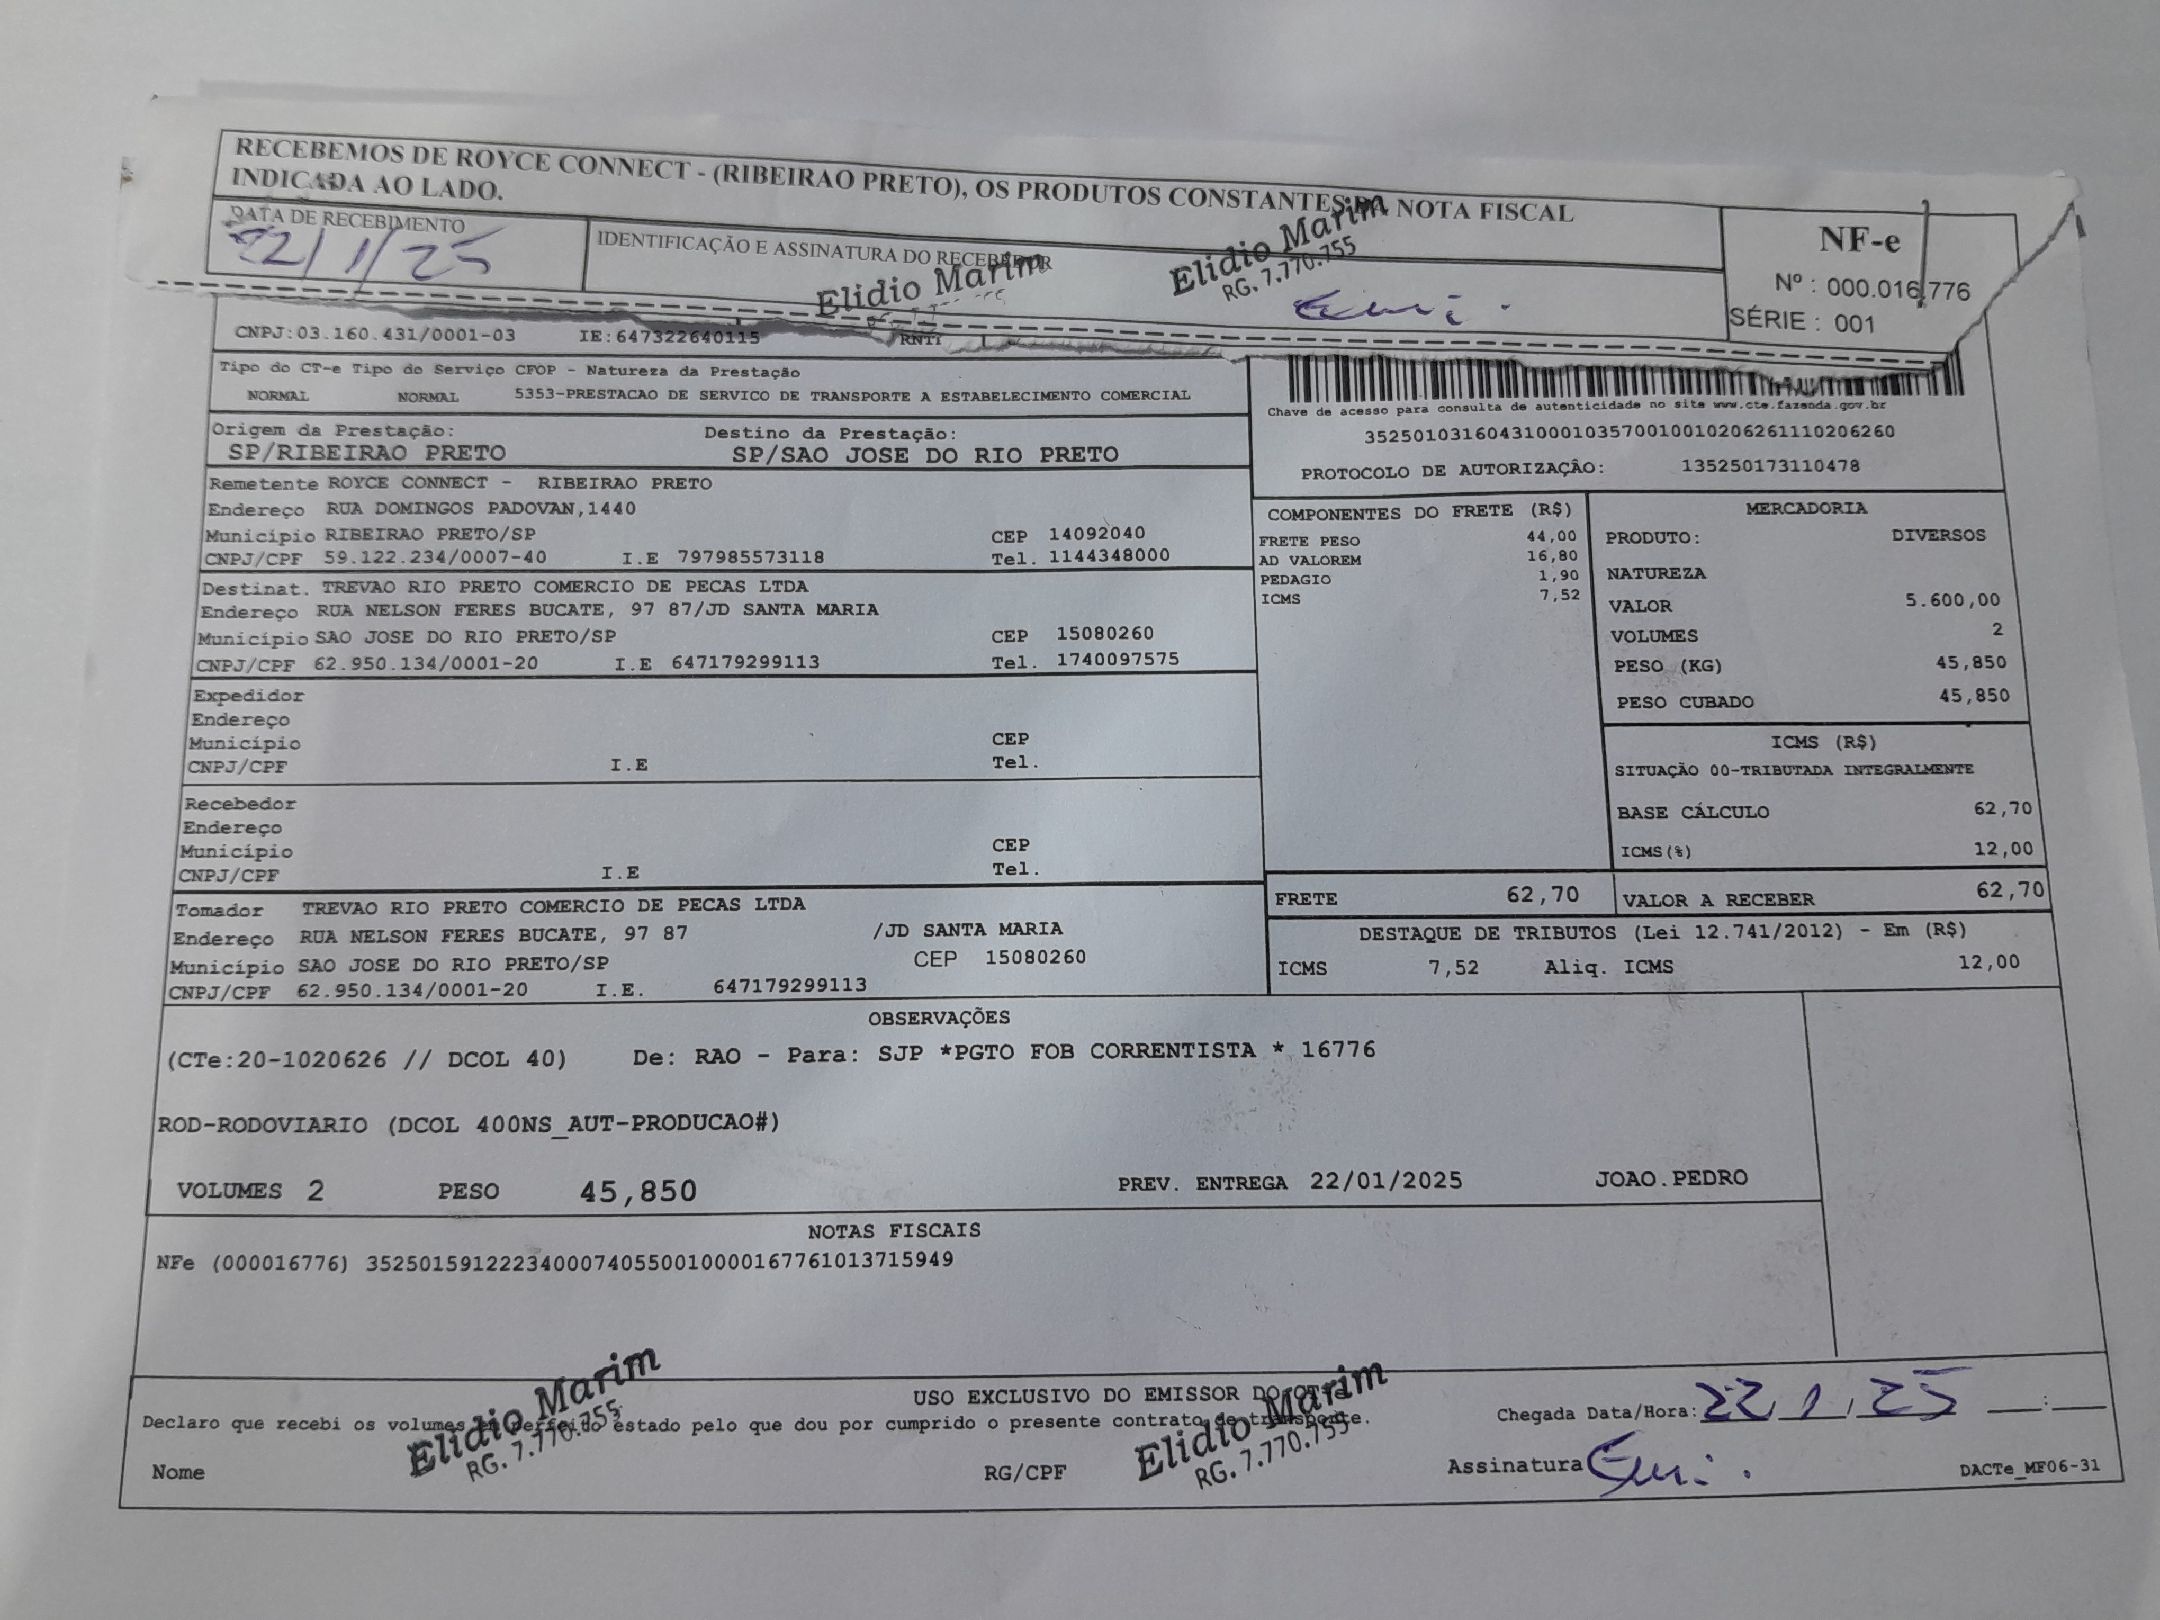 RECEBEMOS DE ROYCE CONNECT - (RIBEIRAO PRETO), OS PRODUTOS CONSTANTES DA NOTA FISCAL
INDICADA AO LADO.
DATA DE RECEBIMENTO
22/1/25
IDENTIFICAÇÃO E ASSINATURA DO RECEBEDOR
Elidio Marim
Elidio Marim
RG. 7.770.755
NF-e
Nº : 000.016.776
SÉRIE : 001
CNPJ:03.160.431/0001-03 IE:647322640115
Tipo do CT-e Tipo do Serviço CFOP - Natureza da Prestação
NORMAL NORMAL 5353-PRESTACAO DE SERVICO DE TRANSPORTE A ESTABELECIMENTO COMERCIAL
Chave de acesso para consulta de autenticidade no site www.cte.fazenda.gov.br
35250103160431000103570010010206261110206260
PROTOCOLO DE AUTORIZAÇÃO: 135250173110478
Origem da Prestação: Destino da Prestação:
SP/RIBEIRAO PRETO SP/SAO JOSE DO RIO PRETO
Remetente ROYCE CONNECT - RIBEIRAO PRETO
Endereço RUA DOMINGOS PADOVAN,1440
Município RIBEIRAO PRETO/SP CEP 14092040
CNPJ/CPF 59.122.234/0007-40 I.E 797985573118 Tel. 1144348000
Destinat. TREVAO RIO PRETO COMERCIO DE PECAS LTDA
Endereço RUA NELSON FERES BUCATE, 97 87/JD SANTA MARIA
Município SAO JOSE DO RIO PRETO/SP CEP 15080260
CNPJ/CPF 62.950.134/0001-20 I.E 647179299113 Tel. 1740097575
Expedidor
Endereço
Município CEP
CNPJ/CPF I.E Tel.
Recebedor
Endereço
Município CEP
CNPJ/CPF I.E Tel.
Tomador TREVAO RIO PRETO COMERCIO DE PECAS LTDA
Endereço RUA NELSON FERES BUCATE, 97 87 /JD SANTA MARIA
Município SAO JOSE DO RIO PRETO/SP CEP 15080260
CNPJ/CPF 62.950.134/0001-20 I.E. 647179299113
COMPONENTES DO FRETE (R$)
FRETE PESO 44,00
AD VALOREM 16,80
PEDAGIO 1,90
ICMS 7,52
MERCADORIA
PRODUTO: DIVERSOS
NATUREZA
VALOR 5.600,00
VOLUMES 2
PESO (KG) 45,850
PESO CUBADO 45,850
ICMS (R$)
SITUAÇÃO 00-TRIBUTADA INTEGRALMENTE
BASE CÁLCULO 62,70
ICMS(%) 12,00
FRETE 62,70 VALOR A RECEBER 62,70
DESTAQUE DE TRIBUTOS (Lei 12.741/2012) - Em (R$)
ICMS 7,52 Aliq. ICMS 12,00
OBSERVAÇÕES
(CTe:20-1020626 // DCOL 40) De: RAO - Para: SJP *PGTO FOB CORRENTISTA * 16776
ROD-RODOVIARIO (DCOL 400NS_AUT-PRODUCAO#)
VOLUMES 2 PESO 45,850 PREV. ENTREGA 22/01/2025 JOAO.PEDRO
NOTAS FISCAIS
NFe (000016776) 35250159122234000740550010000167761013715949
USO EXCLUSIVO DO EMISSOR DO CT-e
Declaro que recebi os volumes em perfeito estado pelo que dou por cumprido o presente contrato de transporte.
Chegada Data/Hora: 22/1/25 :
Nome
Elidio Marim
RG. 7.770.755
RG/CPF
Elidio Marim
RG. 7.770.755
Assinatura
DACTe_MF06-31